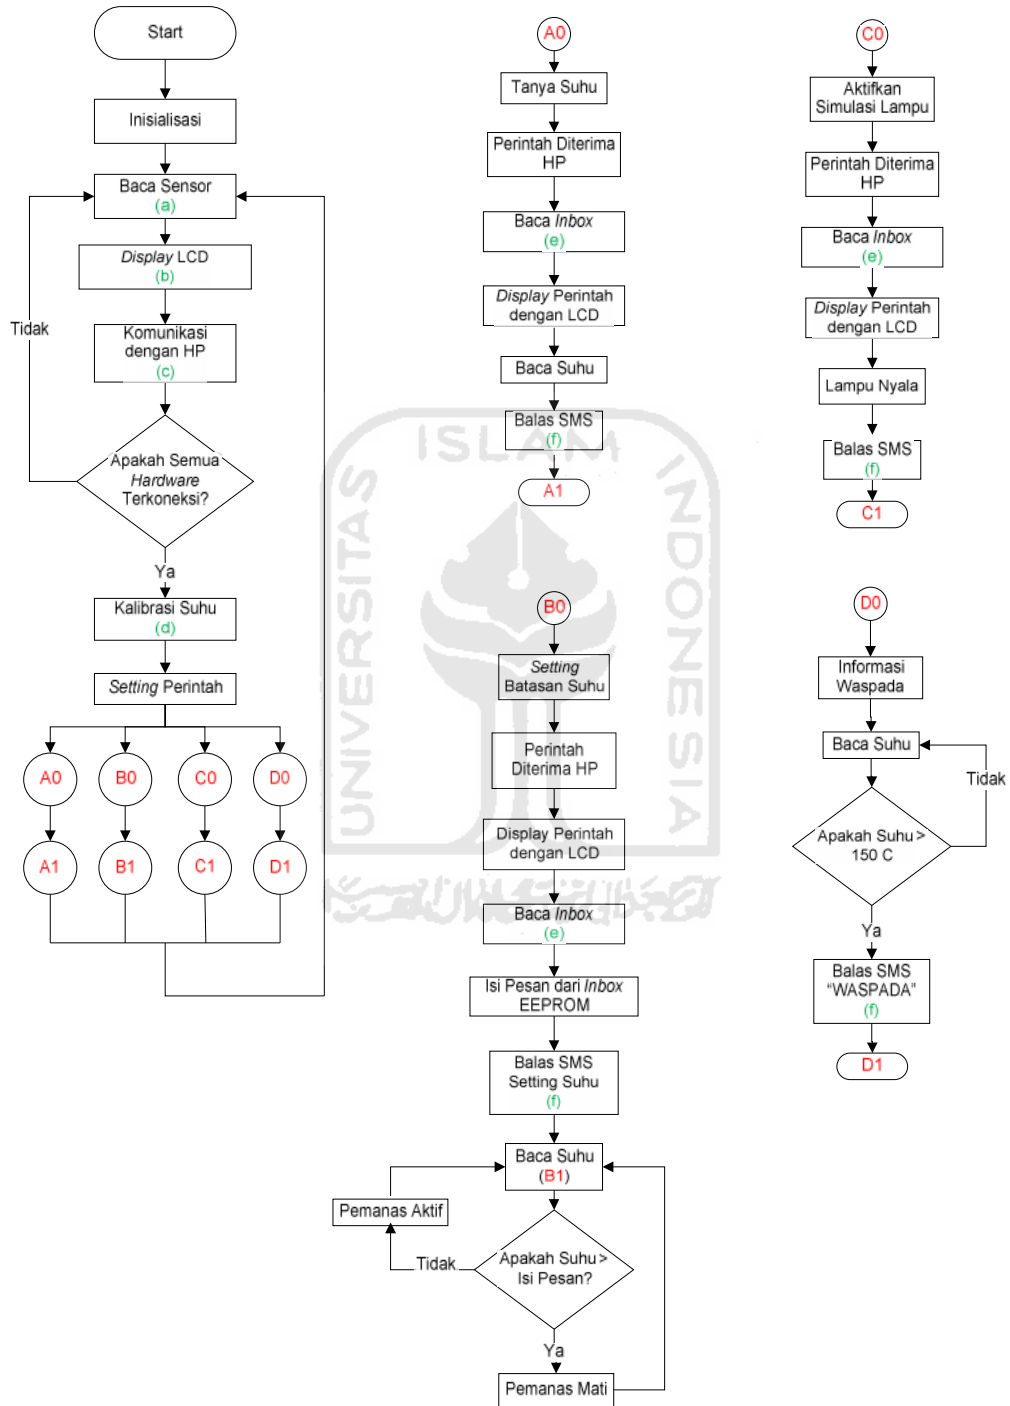 Start
Inisialisasi
Baca Sensor
(a)
Display LCD
(b)
Tidak
Komunikasi
dengan HP
(c)
Apakah Semua
Hardware
Terkoneksi?
Ya
Kalibrasi Suhu
(d)
Setting Perintah
A0
B0
C0
D0
A1
B1
C1
D1
A0
Tanya Suhu
Perintah Diterima
HP
Baca Inbox
(e)
Display Perintah
dengan LCD
Baca Suhu
Balas SMS
(f)
A1
B0
Setting
Batasan Suhu
Perintah
Diterima HP
Display Perintah
dengan LCD
Baca Inbox
(e)
Isi Pesan dari Inbox
EEPROM
Balas SMS
Setting Suhu
(f)
Baca Suhu
(B1)
Pemanas Aktif
Tidak
Apakah Suhu >
Isi Pesan?
Ya
Pemanas Mati
C0
Aktifkan
Simulasi Lampu
Perintah Diterima
HP
Baca Inbox
(e)
Display Perintah
dengan LCD
Lampu Nyala
Balas SMS
(f)
C1
D0
Informasi
Waspada
Baca Suhu
Tidak
Apakah Suhu >
150 C
Ya
Balas SMS
“WASPADA”
(f)
D1
UNIVERSITAS
ISLAM
INDONESIA